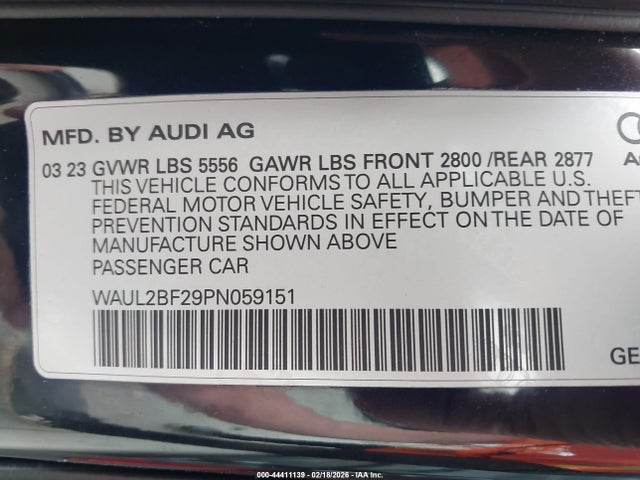 MFD. BY AUDI AG
03 23 GVWR LBS 5556 GAWR LBS FRONT 2800 /REAR 2877
THIS VEHICLE CONFORMS TO ALL APPLICABLE U.S.
FEDERAL MOTOR VEHICLE SAFETY, BUMPER AND THEFT
PREVENTION STANDARDS IN EFFECT ON THE DATE OF
MANUFACTURE SHOWN ABOVE
PASSENGER CAR
WAUL2BF29PN059151
000-44411139 - 02/18/2026 - IAA Inc.